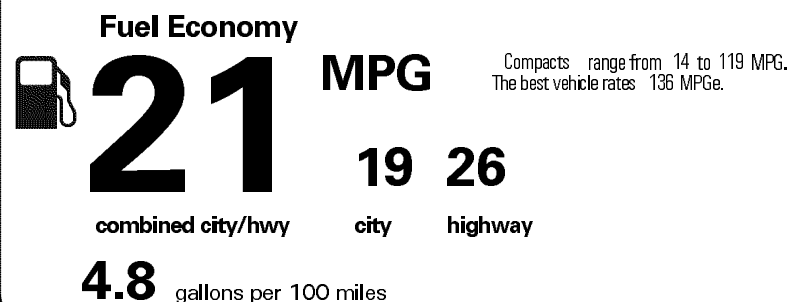 Fuel Economy
21 MPG
Compacts range from 14 to 119 MPG.
The best vehicle rates 136 MPGe.
19 26
combined city/hwy city highway
4.8 gallons per 100 miles